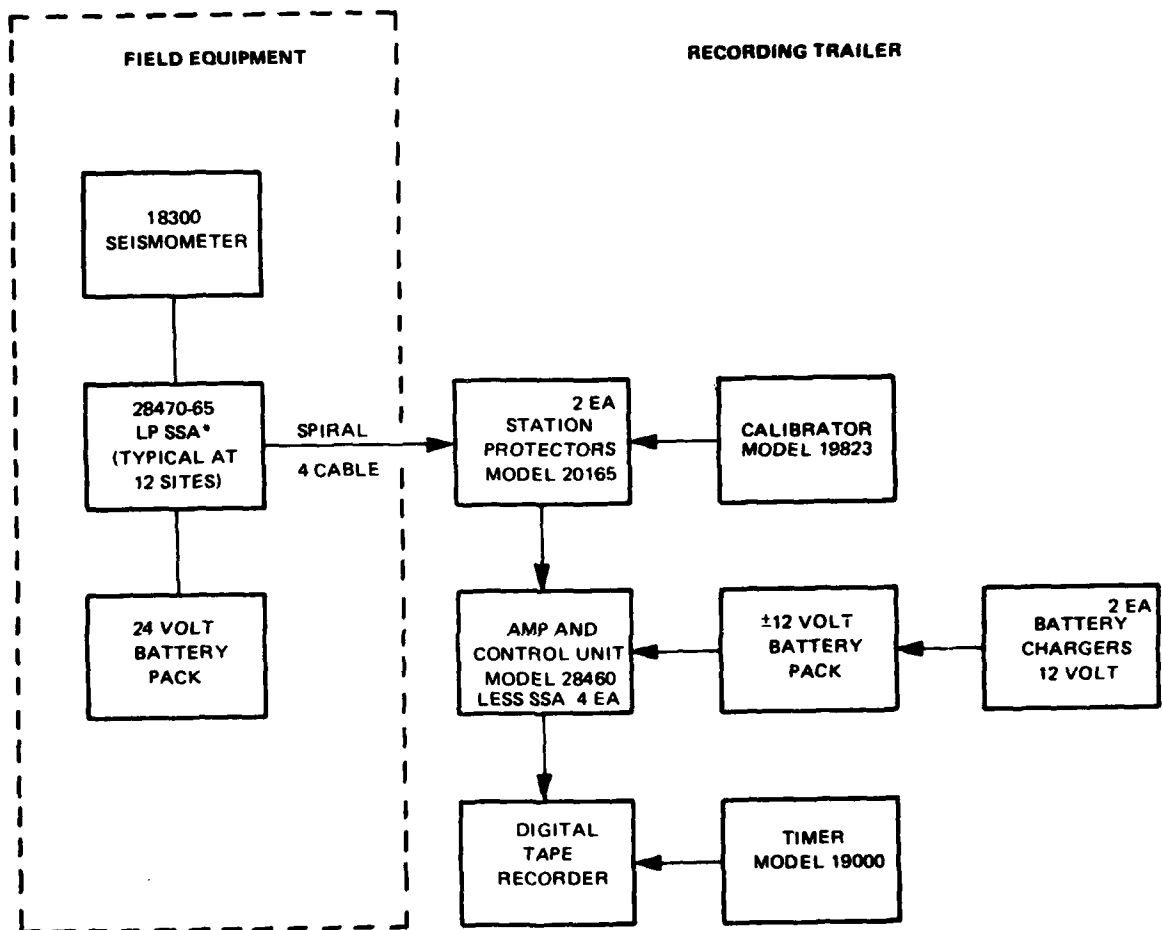 FIELD EQUIPMENT
RECORDING TRAILER
18300
SEISMOMETER
28470-65
LP SSA*
(TYPICAL AT
12 SITES)
SPIRAL
4 CABLE
24 VOLT
BATTERY
PACK
2 EA
STATION
PROTECTORS
MODEL 20165
CALIBRATOR
MODEL 19823
AMP AND
CONTROL UNIT
MODEL 28460
LESS SSA 4 EA
±12 VOLT
BATTERY
PACK
2 EA
BATTERY
CHARGERS
12 VOLT
DIGITAL
TAPE
RECORDER
TIMER
MODEL 19000